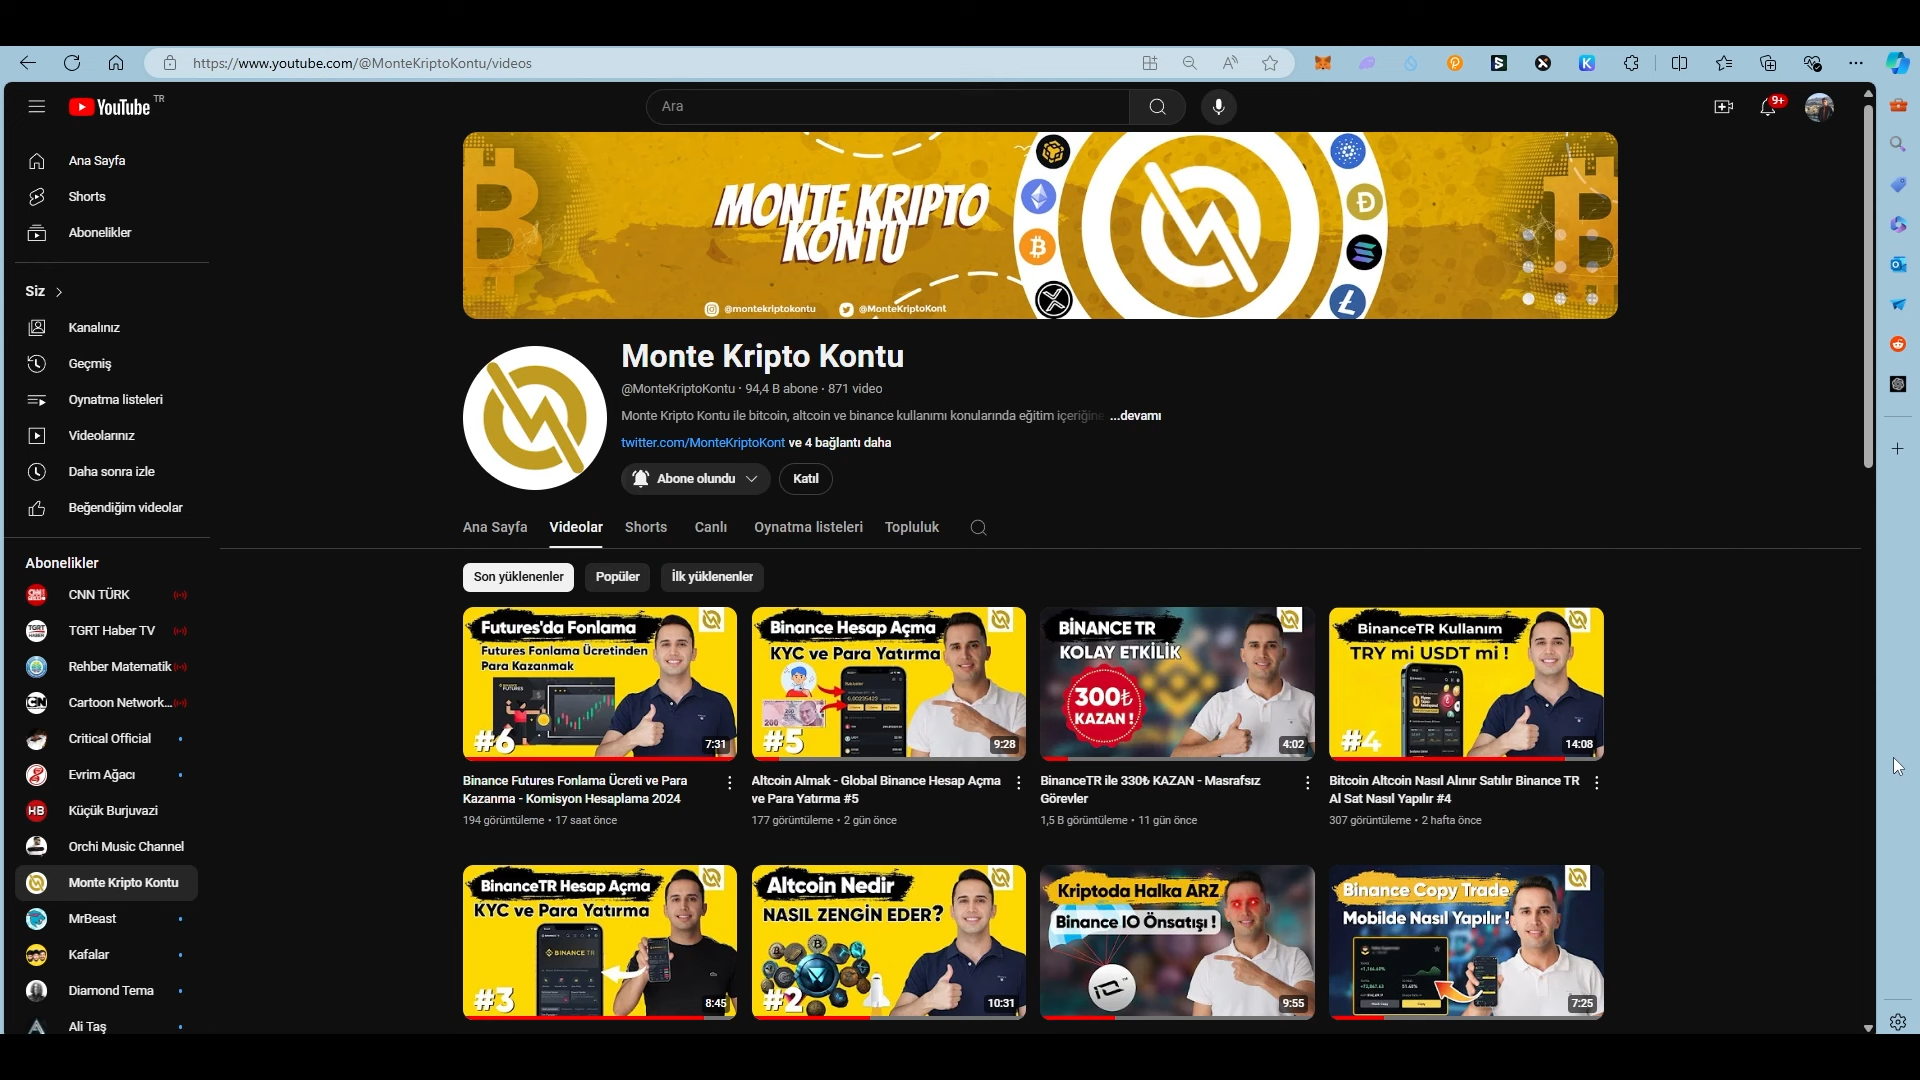 https://www.youtube.com/@MonteKriptoKontu/videos
YouTube TR
Ara
9+
Ana Sayfa
Shorts
Abonelikler
Siz
Kanalınız
Geçmiş
Oynatma listeleri
Videolarınız
Daha sonra izle
Beğendiğim videolar
Abonelikler
CNN TÜRK
TGRT Haber TV
Rehber Matematik
Cartoon Network...
Critical Official
Evrim Ağacı
Küçük Burjuvazi
Orchi Music Channel
Monte Kripto Kontu
MrBeast
Kafalar
Diamond Tema
Ali Taş
MONTE KRIPTO
KONTU
@montekriptokontu
@MonteKriptoKont
Monte Kripto Kontu
@MonteKriptoKontu · 94,4 B abone · 871 video
Monte Kripto Kontu ile bitcoin, altcoin ve binance kullanımı konularında eğitim içeriğine ...devamı
twitter.com/MonteKriptoKont ve 4 bağlantı daha
Abone olundu
Katıl
Ana Sayfa
Videolar
Shorts
Canlı
Oynatma listeleri
Topluluk
Son yüklenenler
Popüler
İlk yüklenenler
Futures'da Fonlama
Futures Fonlama Ücretinden
Para Kazanmak
#6
7:31
Binance Futures Fonlama Ücreti ve Para
Kazanma - Komisyon Hesaplama 2024
194 görüntüleme • 17 saat önce
Binance Hesap Açma
KYC ve Para Yatırma
200
#5
9:28
Altcoin Almak - Global Binance Hesap Açma
ve Para Yatırma #5
177 görüntüleme • 2 gün önce
BİNANCE TR
KOLAY ETKİLİK
300₺
KAZAN !
4:02
BinanceTR ile 330₺ KAZAN - Masrafsız
Görevler
1,5 B görüntüleme • 11 gün önce
BinanceTR Kullanım
TRY mi USDT mi !
#4
14:08
Bitcoin Altcoin Nasıl Alınır Satılır Binance TR
Al Sat Nasıl Yapılır #4
307 görüntüleme • 2 hafta önce
BinanceTR Hesap Açma
KYC ve Para Yatırma
BINANCE TR
#3
8:45
Altcoin Nedir
NASIL ZENGİN EDER?
#2
10:31
Kriptoda Halka ARZ
Binance IO Önsatışı !
9:55
Binance Copy Trade
Mobilde Nasıl Yapılır !
7:25